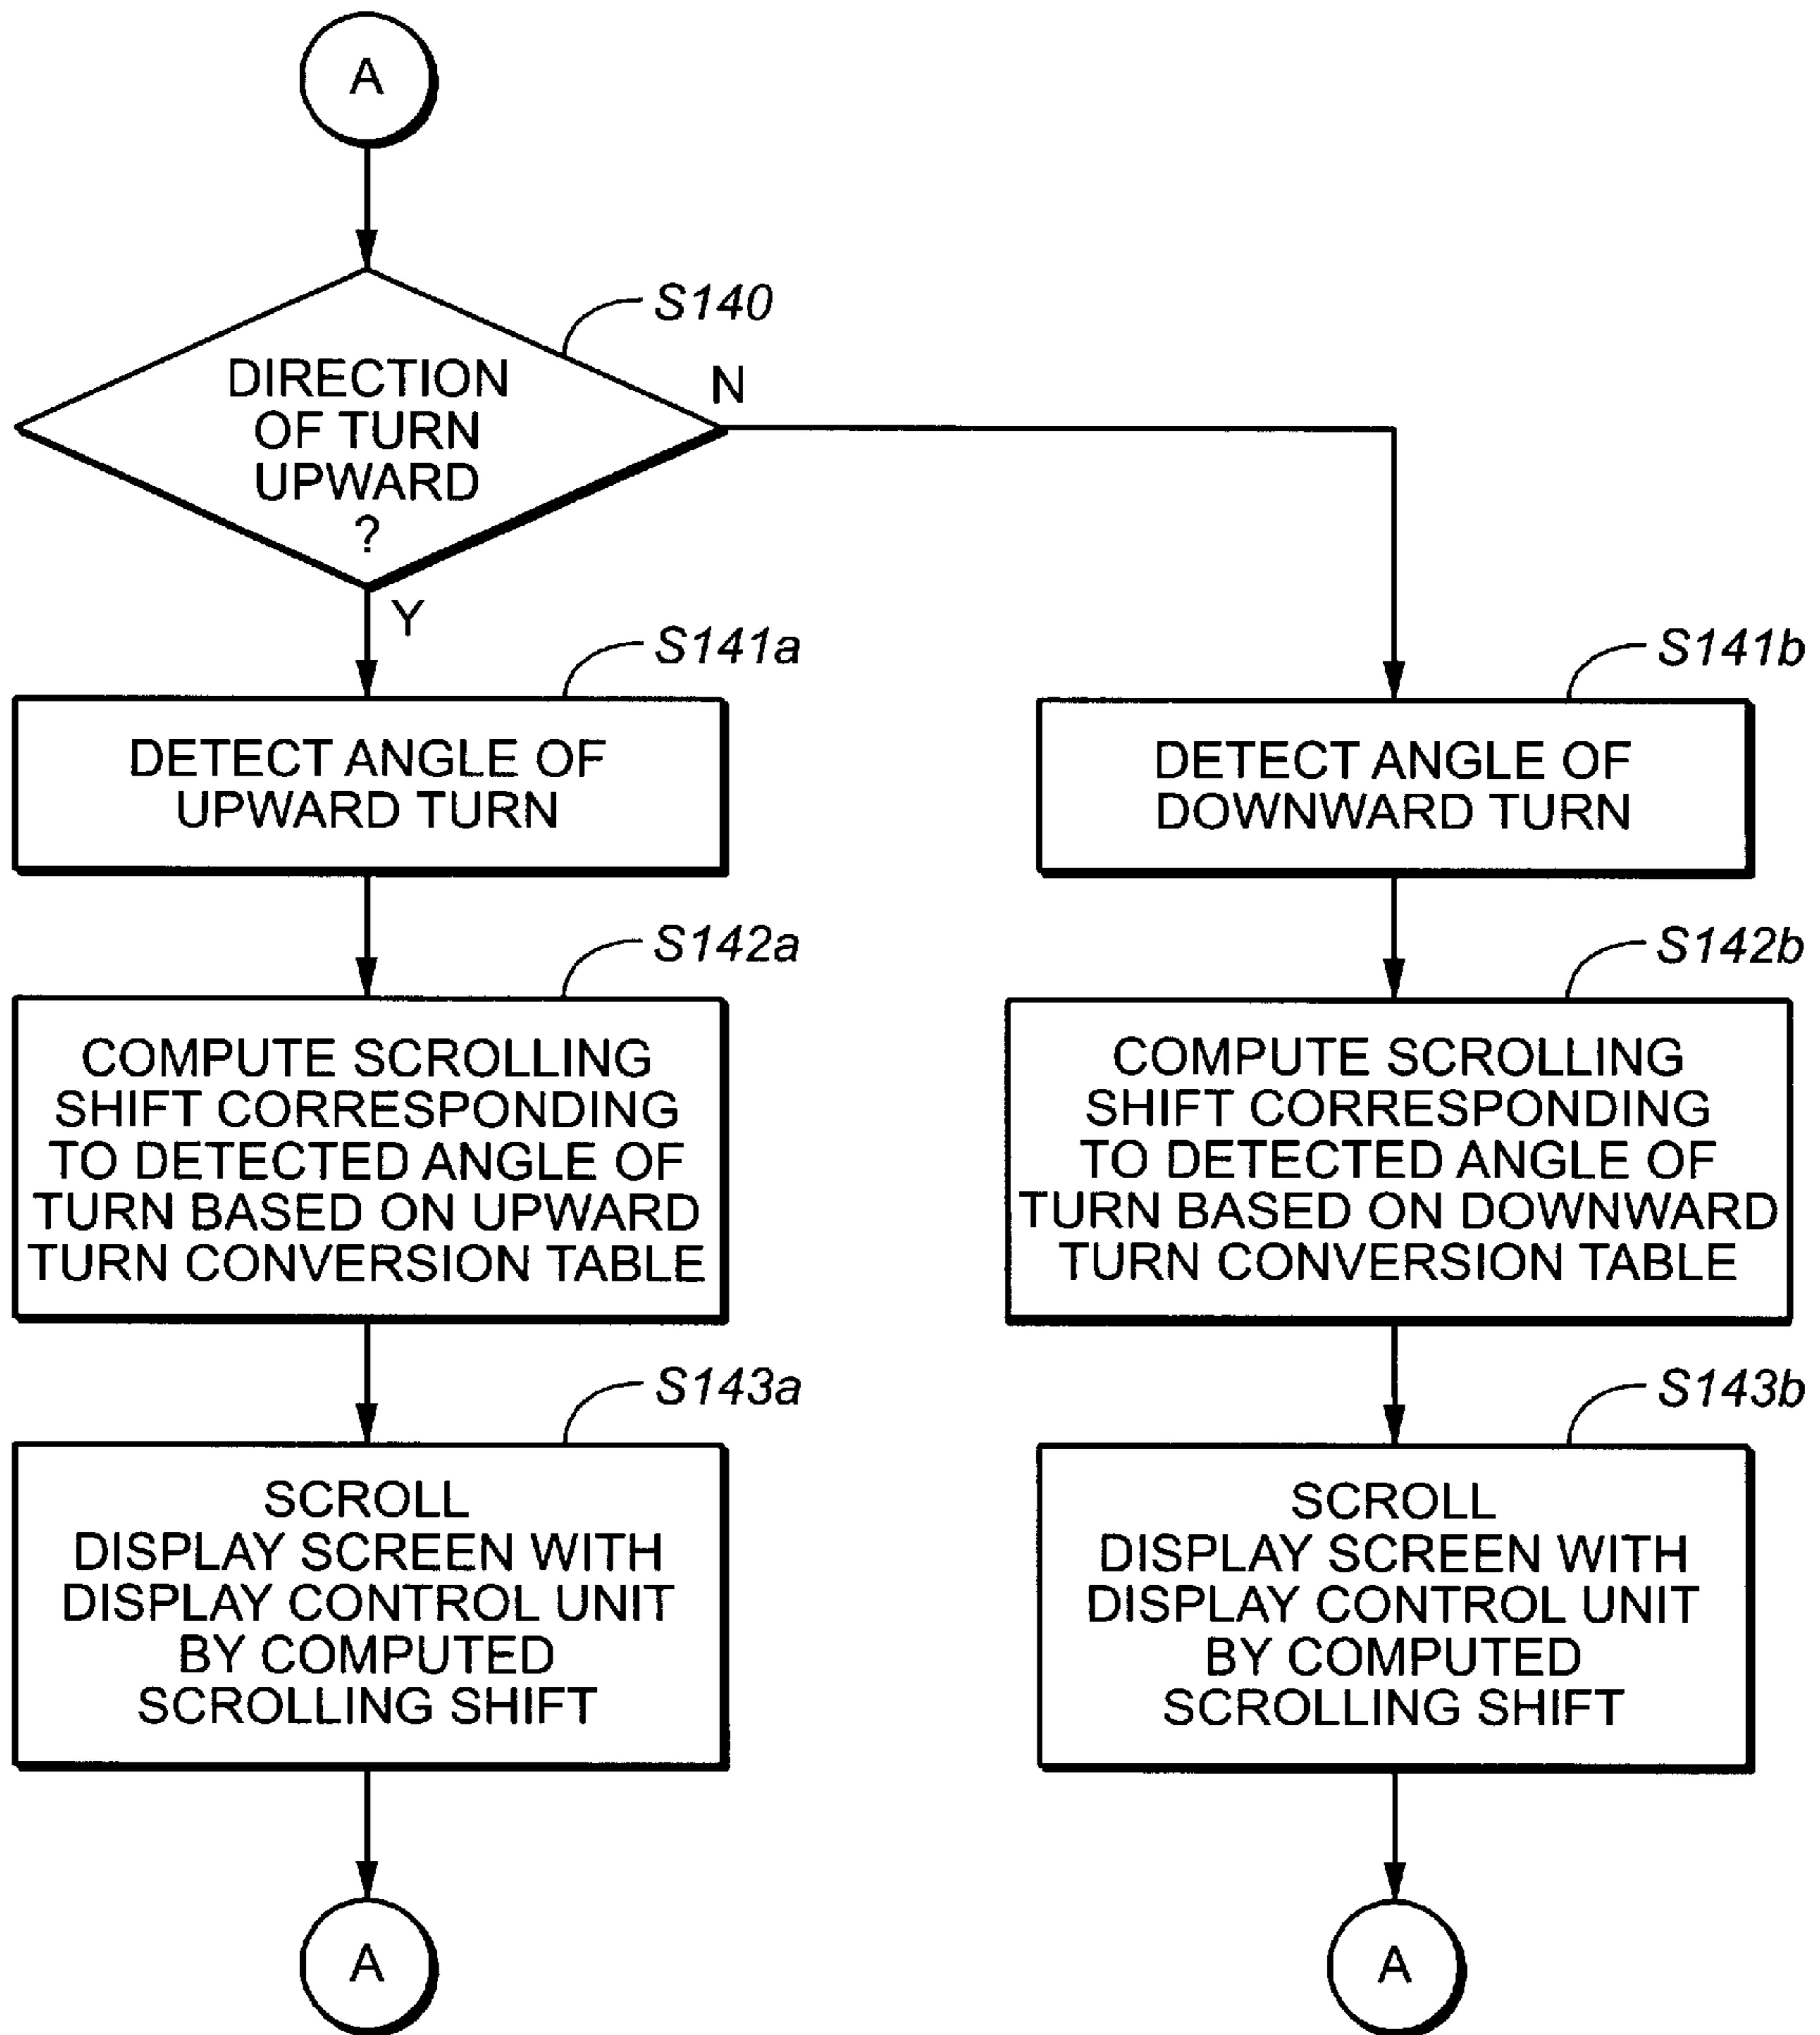 A
S140
DIRECTION
OF TURN
UPWARD
?
N
Y
S141a
DETECT ANGLE OF
UPWARD TURN
S142a
COMPUTE SCROLLING
SHIFT CORRESPONDING
TO DETECTED ANGLE OF
TURN BASED ON UPWARD
TURN CONVERSION TABLE
S143a
SCROLL
DISPLAY SCREEN WITH
DISPLAY CONTROL UNIT
BY COMPUTED
SCROLLING SHIFT
A
S141b
DETECT ANGLE OF
DOWNWARD TURN
S142b
COMPUTE SCROLLING
SHIFT CORRESPONDING
TO DETECTED ANGLE OF
TURN BASED ON DOWNWARD
TURN CONVERSION TABLE
S143b
SCROLL
DISPLAY SCREEN WITH
DISPLAY CONTROL UNIT
BY COMPUTED
SCROLLING SHIFT
A